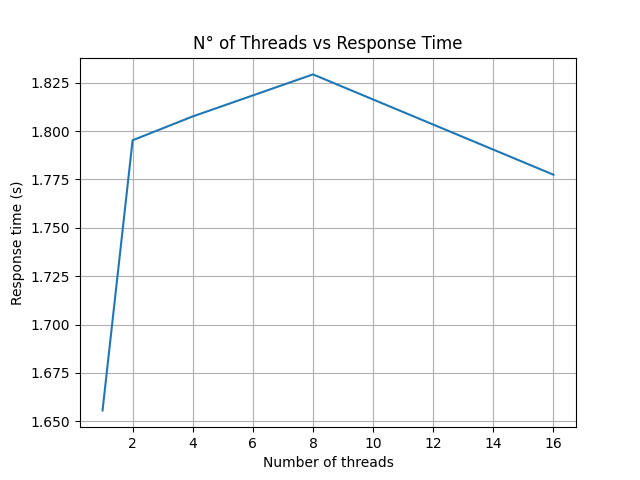 N° of Threads vs Response Time
1.825
1.800
1.775
1.750
1.725
1.700
1.675
1.650
Response time (s)
2 4 6 8 10 12 14 16
Number of threads